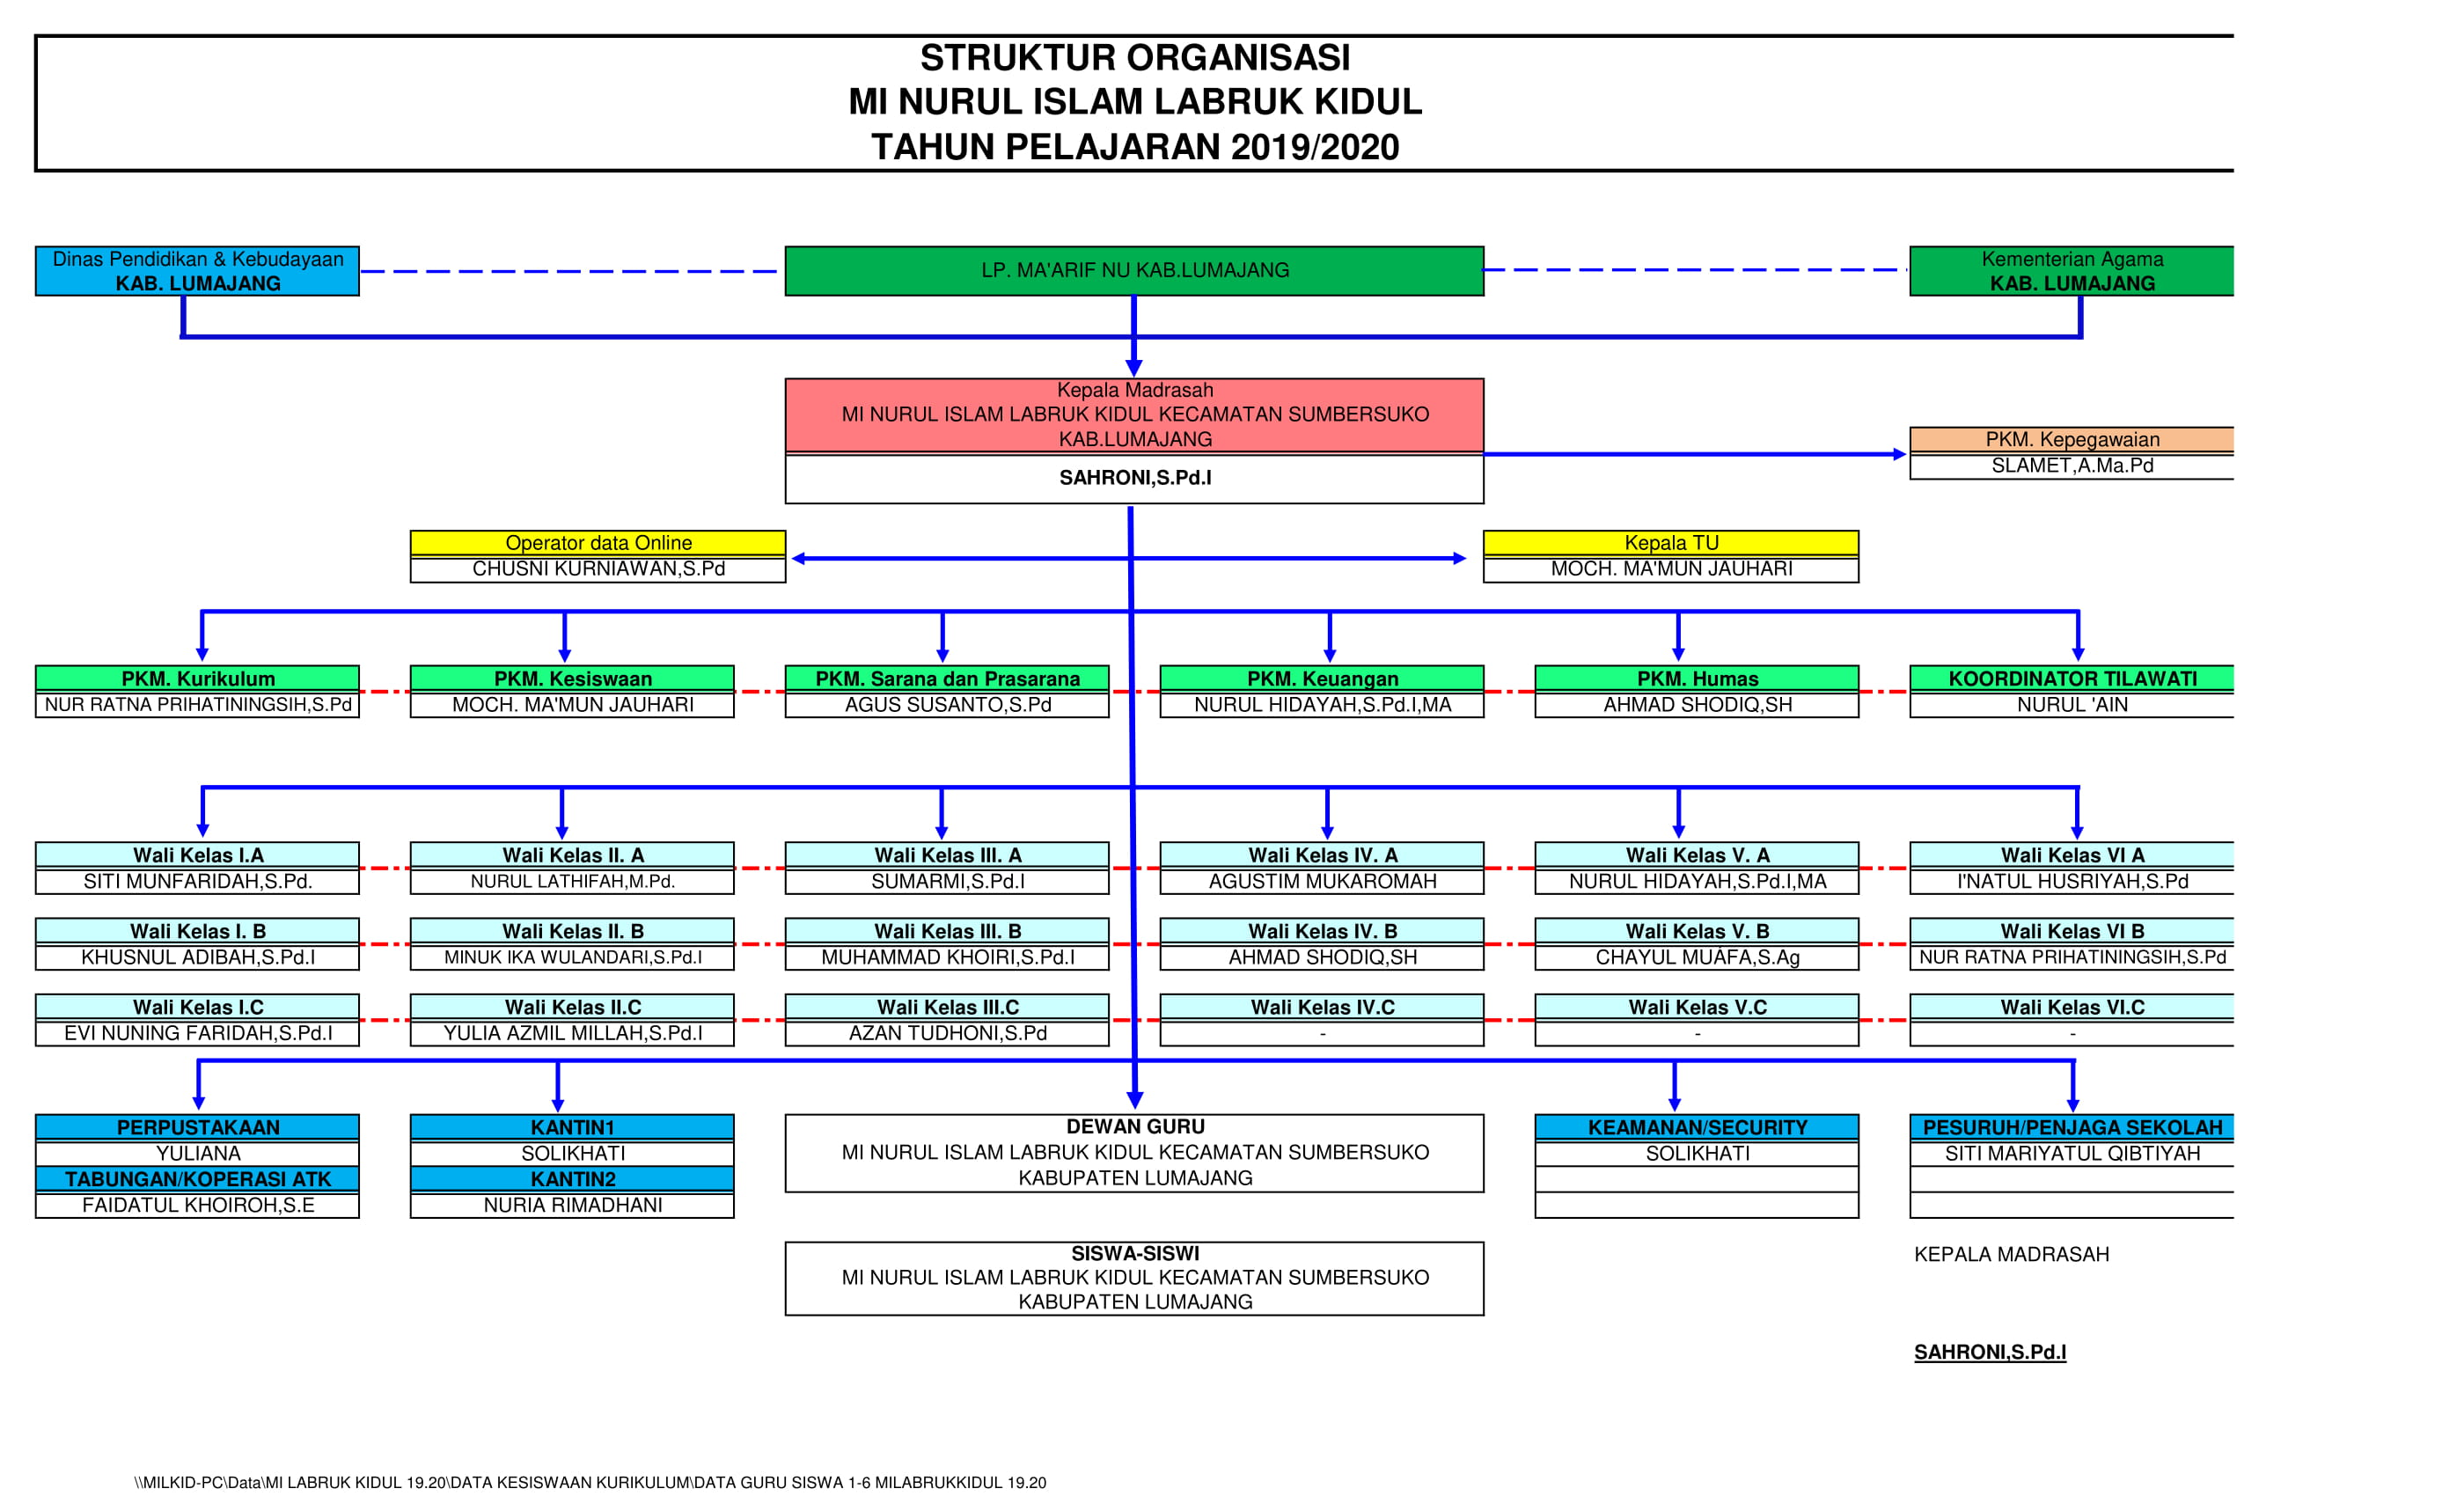 STRUKTUR ORGANISASI
MI NURUL ISLAM LABRUK KIDUL
TAHUN PELAJARAN 2019/2020
Dinas Pendidikan & Kebudayaan
KAB. LUMAJANG
LP. MA'ARIF NU KAB.LUMAJANG
Kementerian Agama
KAB. LUMAJANG
Kepala Madrasah
MI NURUL ISLAM LABRUK KIDUL KECAMATAN SUMBERSUKO
KAB.LUMAJANG
SAHRONI,S.Pd.I
PKM. Kepegawaian
SLAMET,A.Ma.Pd
Operator data Online
CHUSNI KURNIAWAN,S.Pd
Kepala TU
MOCH. MA'MUN JAUHARI
PKM. Kurikulum
NUR RATNA PRIHATININGSIH,S.Pd
PKM. Kesiswaan
MOCH. MA'MUN JAUHARI
PKM. Sarana dan Prasarana
AGUS SUSANTO,S.Pd
PKM. Keuangan
NURUL HIDAYAH,S.Pd.I,MA
PKM. Humas
AHMAD SHODIQ,SH
KOORDINATOR TILAWATI
NURUL 'AIN
Wali Kelas I.A
SITI MUNFARIDAH,S.Pd.
Wali Kelas II. A
NURUL LATHIFAH,M.Pd.
Wali Kelas III. A
SUMARMI,S.Pd.I
Wali Kelas IV. A
AGUSTIM MUKAROMAH
Wali Kelas V. A
NURUL HIDAYAH,S.Pd.I,MA
Wali Kelas VI A
I'NATUL HUSRIYAH,S.Pd
Wali Kelas I. B
KHUSNUL ADIBAH,S.Pd.I
Wali Kelas II. B
MINUK IKA WULANDARI,S.Pd.I
Wali Kelas III. B
MUHAMMAD KHOIRI,S.Pd.I
Wali Kelas IV. B
AHMAD SHODIQ,SH
Wali Kelas V. B
CHAYUL MUÁFA,S.Ag
Wali Kelas VI B
NUR RATNA PRIHATININGSIH,S.Pd
Wali Kelas I.C
EVI NUNING FARIDAH,S.Pd.I
Wali Kelas II.C
YULIA AZMIL MILLAH,S.Pd.I
Wali Kelas III.C
AZAN TUDHONI,S.Pd
Wali Kelas IV.C
-
Wali Kelas V.C
-
Wali Kelas VI.C
-
PERPUSTAKAAN
YULIANA
TABUNGAN/KOPERASI ATK
FAIDATUL KHOIROH,S.E
KANTIN1
SOLIKHATI
KANTIN2
NURIA RIMADHANI
DEWAN GURU
MI NURUL ISLAM LABRUK KIDUL KECAMATAN SUMBERSUKO
KABUPATEN LUMAJANG
KEAMANAN/SECURITY
SOLIKHATI
PESURUH/PENJAGA SEKOLAH
SITI MARIYATUL QIBTIYAH
SISWA-SISWI
MI NURUL ISLAM LABRUK KIDUL KECAMATAN SUMBERSUKO
KABUPATEN LUMAJANG
KEPALA MADRASAH
SAHRONI,S.Pd.I
\\MILKID-PC\Data\MI LABRUK KIDUL 19.20\DATA KESISWAAN KURIKULUM\DATA GURU SISWA 1-6 MILABRUKKIDUL 19.20